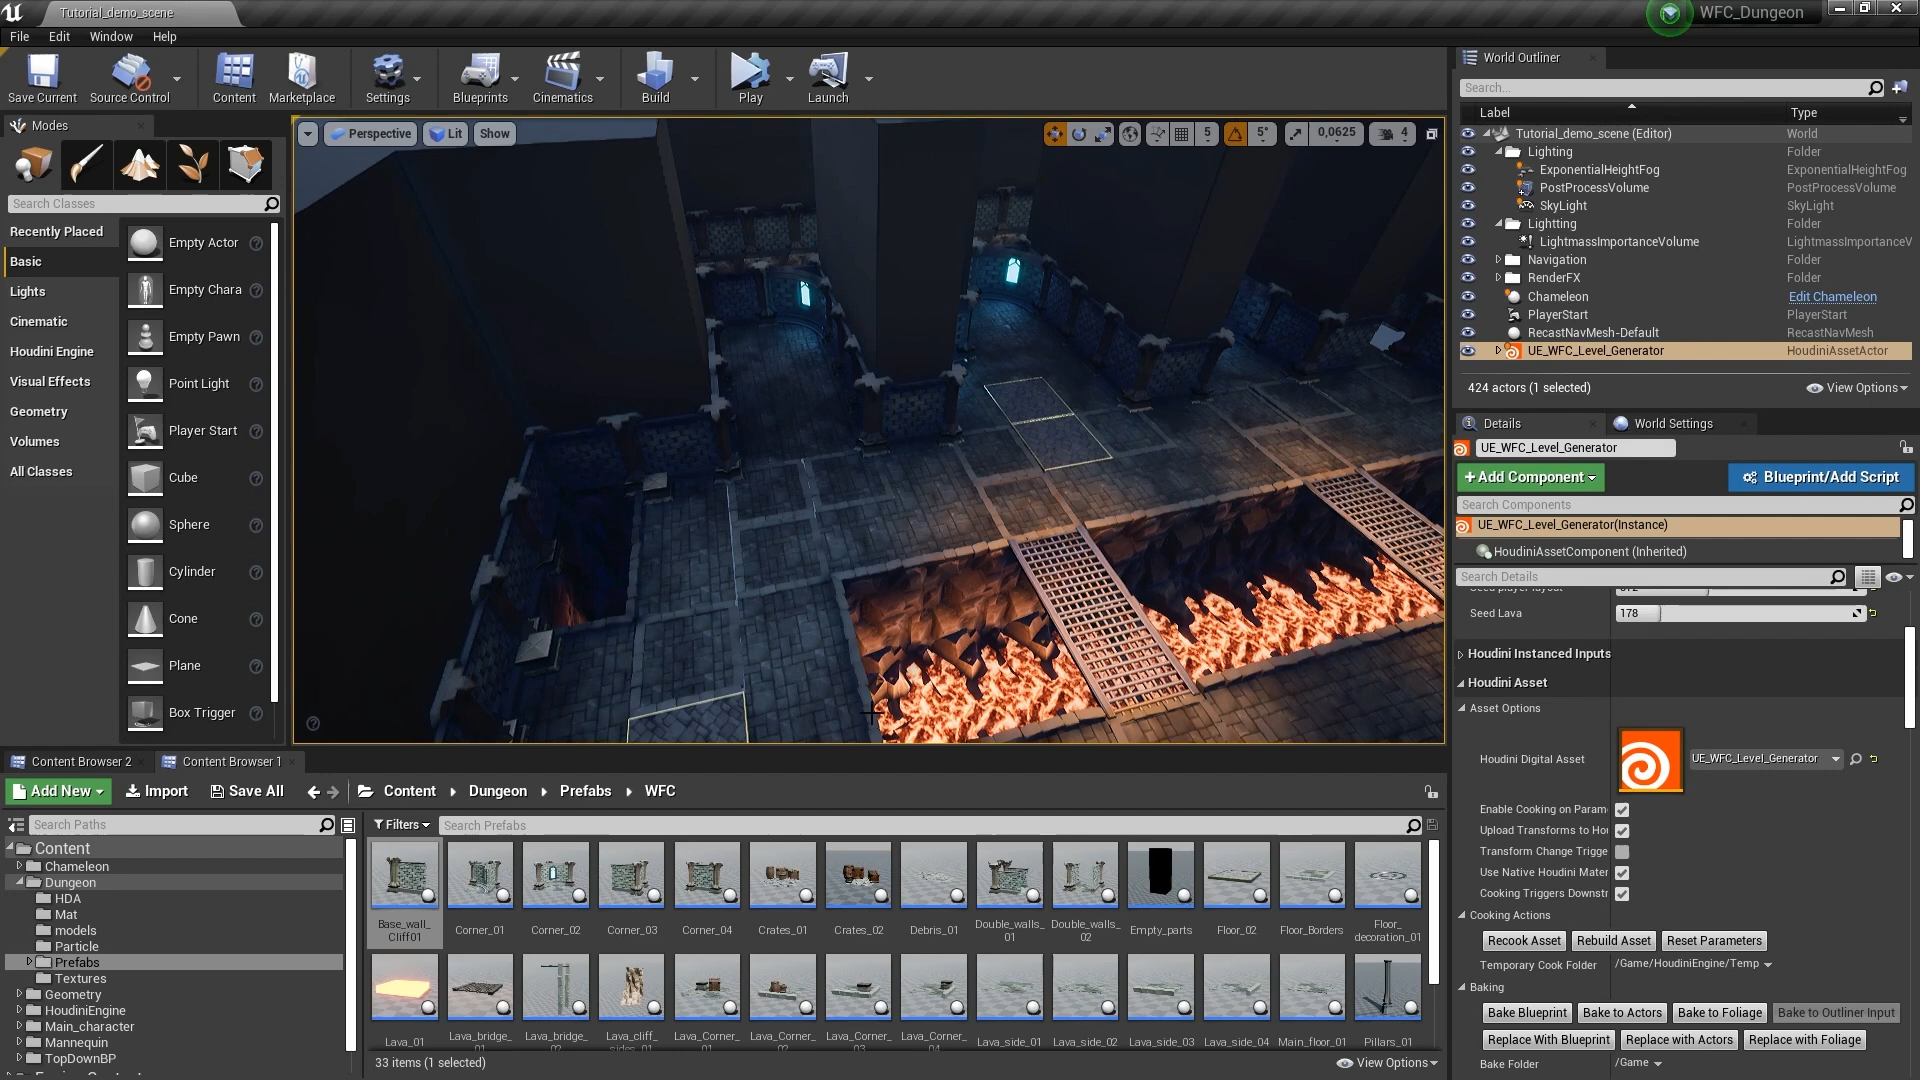 Tutorial_demo_scene
WFC_Dungeon
File Edit Window Help
Save Current
Source Control
Content
Marketplace
Settings
Blueprints
Cinematics
Build
Play
Launch
Modes
Search Classes
Recently Placed
Basic
Lights
Cinematic
Houdini Engine
Visual Effects
Geometry
Volumes
All Classes
Empty Actor
Empty Chara
Empty Pawn
Point Light
Player Start
Cube
Sphere
Cylinder
Cone
Plane
Box Trigger
Perspective Lit Show
5 5° 0,0625 4
World Outliner
Search...
Label Type
Tutorial_demo_scene (Editor) World
Lighting Folder
ExponentialHeightFog ExponentialHeightFog
PostProcessVolume PostProcessVolume
SkyLight SkyLight
Lightting Folder
LightmassImportanceVolume LightmassImportanceV
Navigation Folder
RenderFX Folder
Chameleon Edit Chameleon
PlayerStart PlayerStart
RecastNavMesh-Default RecastNavMesh
UE_WFC_Level_Generator HoudiniAssetActor
424 actors (1 selected) View Options
Details World Settings
UE_WFC_Level_Generator
+Add Component Blueprint/Add Script
Search Components
UE_WFC_Level_Generator(Instance)
HoudiniAssetComponent (Inherited)
Search Details
Seed Lava 178
Houdini Instanced Inputs
Houdini Asset
Asset Options
Houdini Digital Asset UE_WFC_Level_Generator
Enable Cooking on Param
Upload Transforms to Hou
Transform Change Trigge
Use Native Houdini Mater
Cooking Triggers Downstr
Cooking Actions
Recook Asset Rebuild Asset Reset Parameters
Temporary Cook Folder /Game/HoudiniEngine/Temp
Baking
Bake Blueprint Bake to Actors Bake to Foliage Bake to Outliner Input
Replace With Blueprint Replace with Actors Replace with Foliage
Bake Folder /Game
Content Browser 2 Content Browser 1
Add New Import Save All Content Dungeon Prefabs WFC
Search Paths
Content
Chameleon
Dungeon
HDA
Mat
models
Particle
Prefabs
Textures
Geometry
HoudiniEngine
Main_character
Mannequin
TopDownBP
Filters Search Prefabs
Base_wall_
Cliff01
Corner_01
Corner_02
Corner_03
Corner_04
Crates_01
Crates_02
Debris_01
Double_walls_
01
Double_walls_
02
Empty_parts
Floor_02
Floor_Borders
Floor_
decoration_01
Lava_01
Lava_bridge_
01
Lava_bridge_
02
Lava_cliff_
sides_01
Lava_Corner_
01
Lava_Corner_
02
Lava_Corner_
03
Lava_Corner_
04
Lava_side_01
Lava_side_02
Lava_side_03
Lava_side_04
Main_floor_01
Pillars_01
33 items (1 selected) View Options